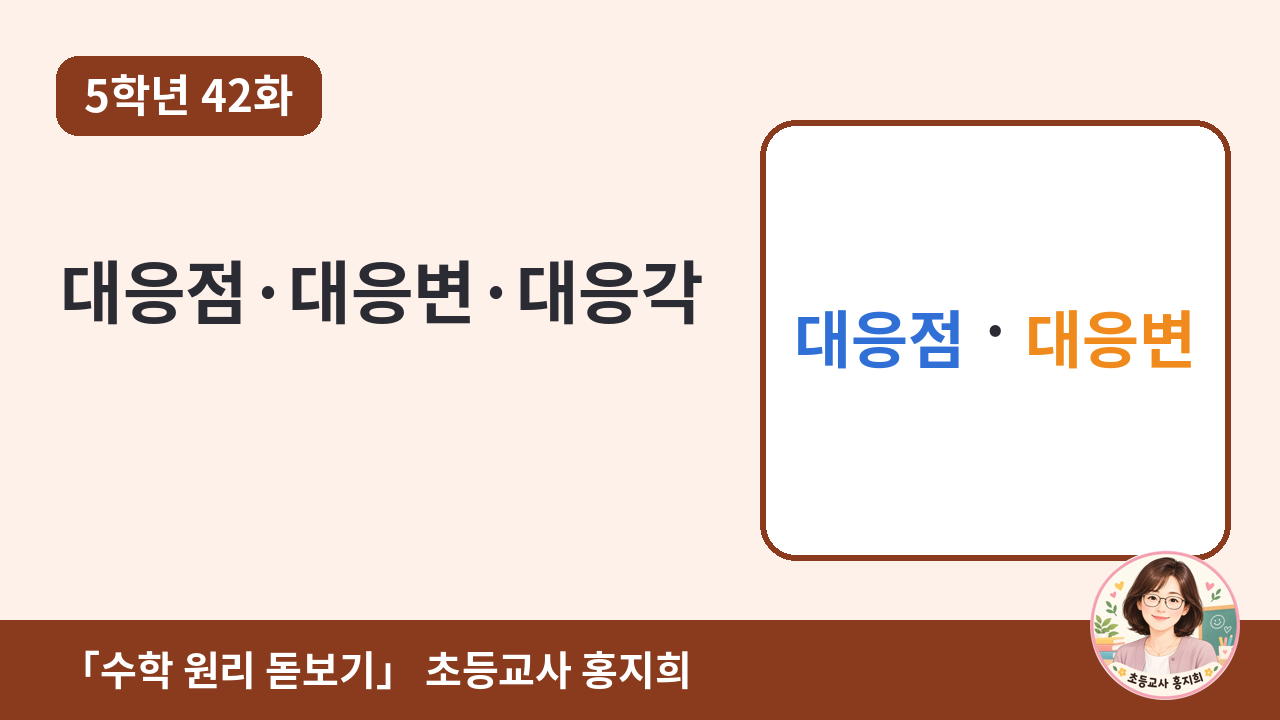 5학년 42화
대응점·대응변·대응각
대응점 · 대응변
「수학 원리 돋보기」 초등교사 홍지희
초등교사 홍지희